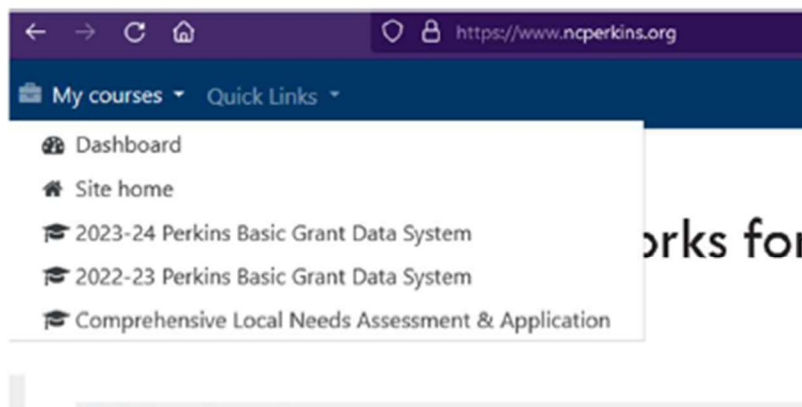 https://www.ncperkins.org
My courses Quick Links
Dashboard
Site home
2023-24 Perkins Basic Grant Data System
2022-23 Perkins Basic Grant Data System
Comprehensive Local Needs Assessment & Application